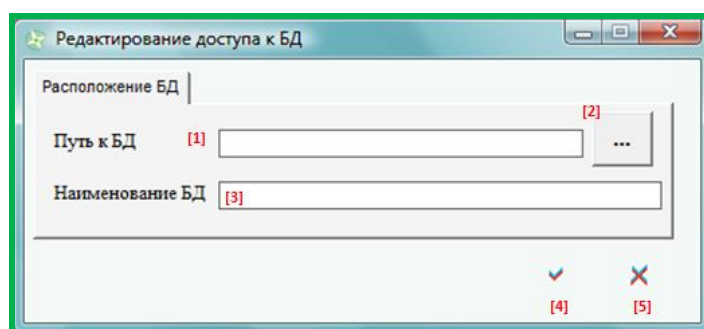 Редактирование доступа к БД
Расположение БД
[2]
Путь к БД [1] ...
Наименование БД [3]
[4] [5]